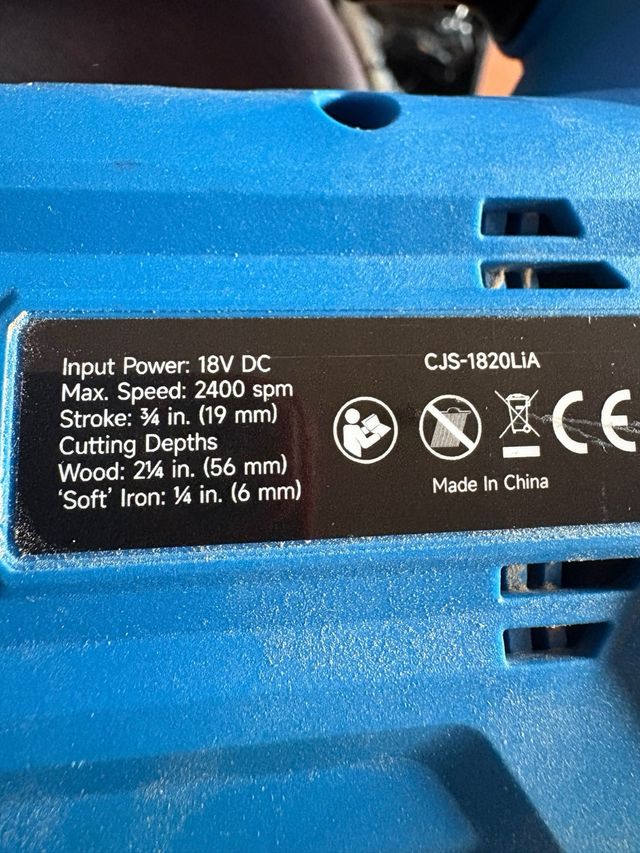 Input Power: 18V DC
Max. Speed: 2400 spm
Stroke: ¾ in. (19 mm)
Cutting Depths
Wood: 2¼ in. (56 mm)
‘Soft’ Iron: ¼ in. (6 mm)
CJS-1820LiA
CE
Made In China